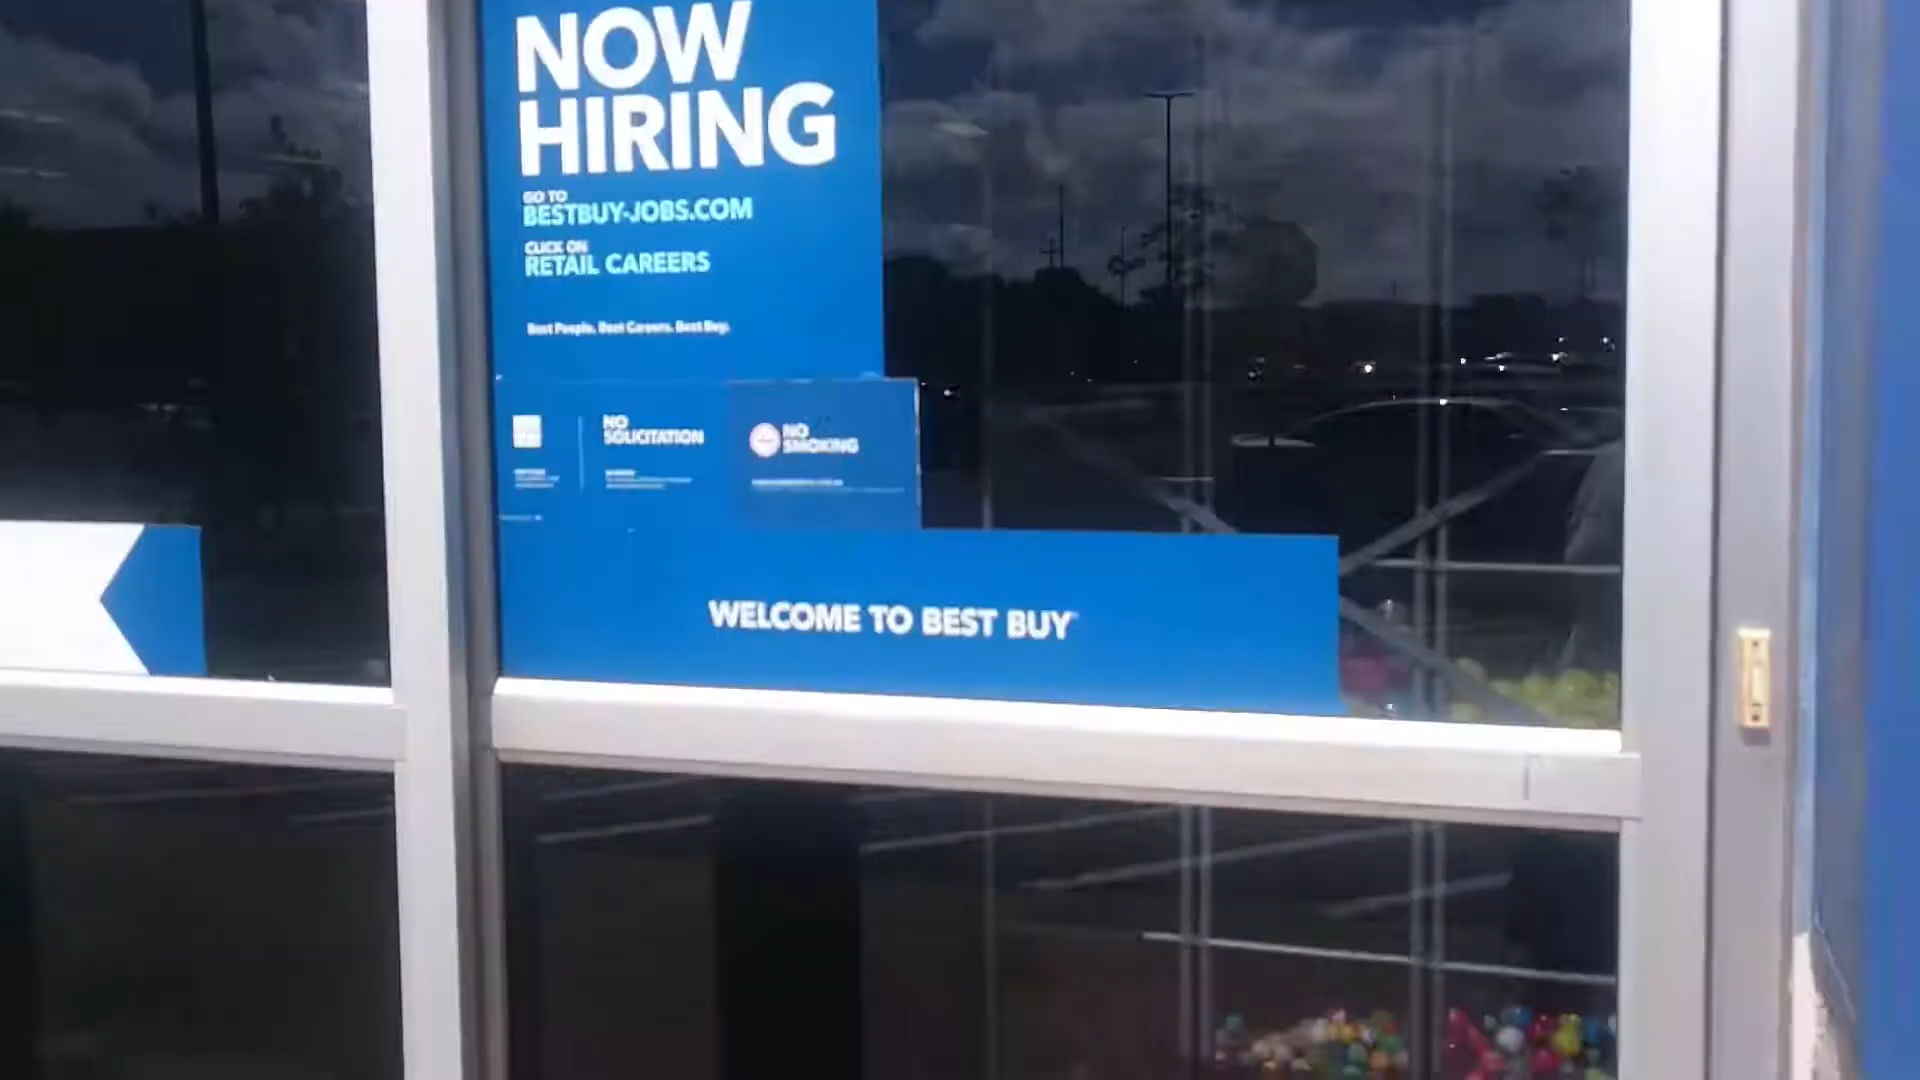 NOW
HIRING
GO TO
BESTBUY-JOBS.COM
CLICK ON
RETAIL CAREERS
Best People. Best Careers. Best Buy.
NO
SOLICITATION
NO
SMOKING
WELCOME TO BEST BUY